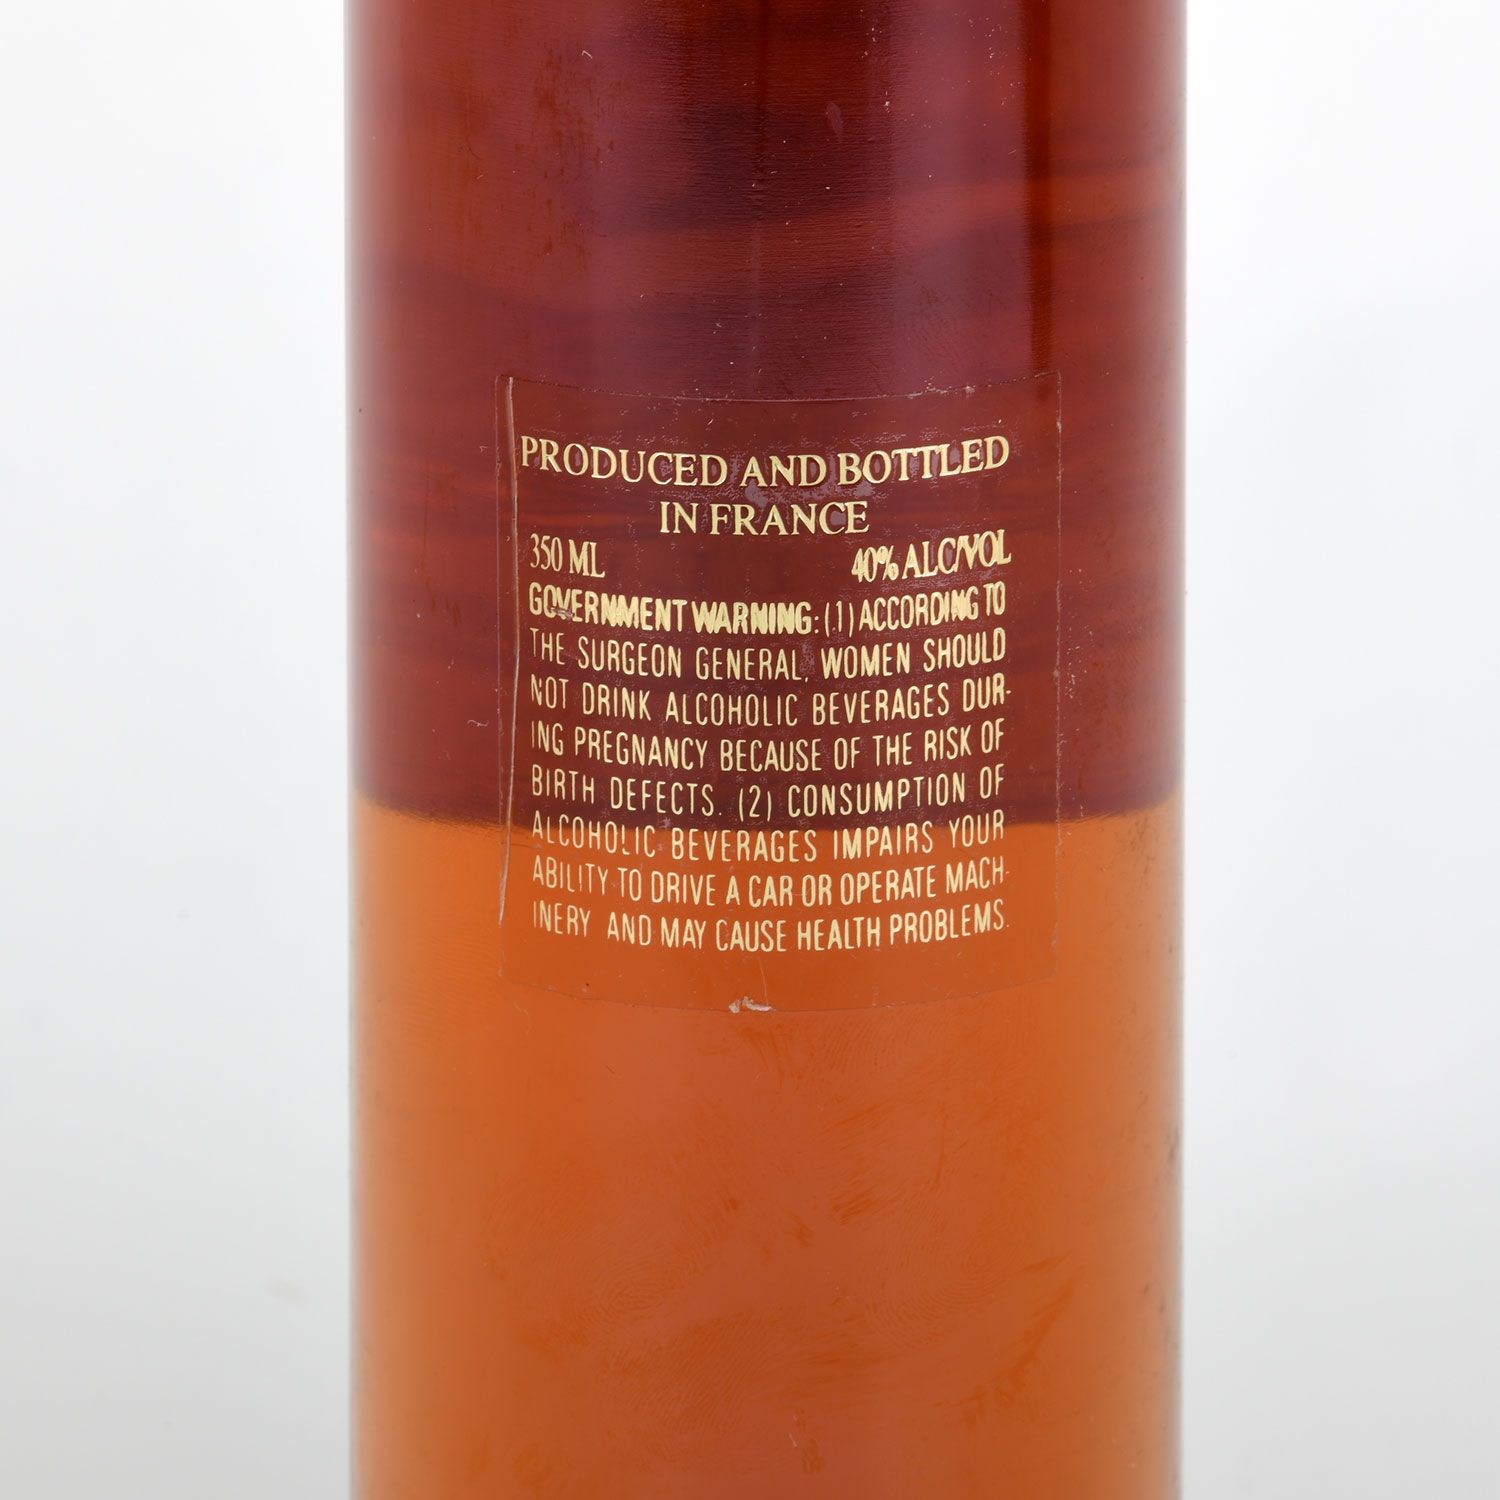 PRODUCED AND BOTTLED
IN FRANCE
350 ML 40% ALC/VOL
GOVERNMENT WARNING: (1) ACCORDING TO
THE SURGEON GENERAL, WOMEN SHOULD
NOT DRINK ALCOHOLIC BEVERAGES DUR-
ING PREGNANCY BECAUSE OF THE RISK OF
BIRTH DEFECTS. (2) CONSUMPTION OF
ALCOHOLIC BEVERAGES IMPAIRS YOUR
ABILITY TO DRIVE A CAR OR OPERATE MACH-
INERY AND MAY CAUSE HEALTH PROBLEMS.